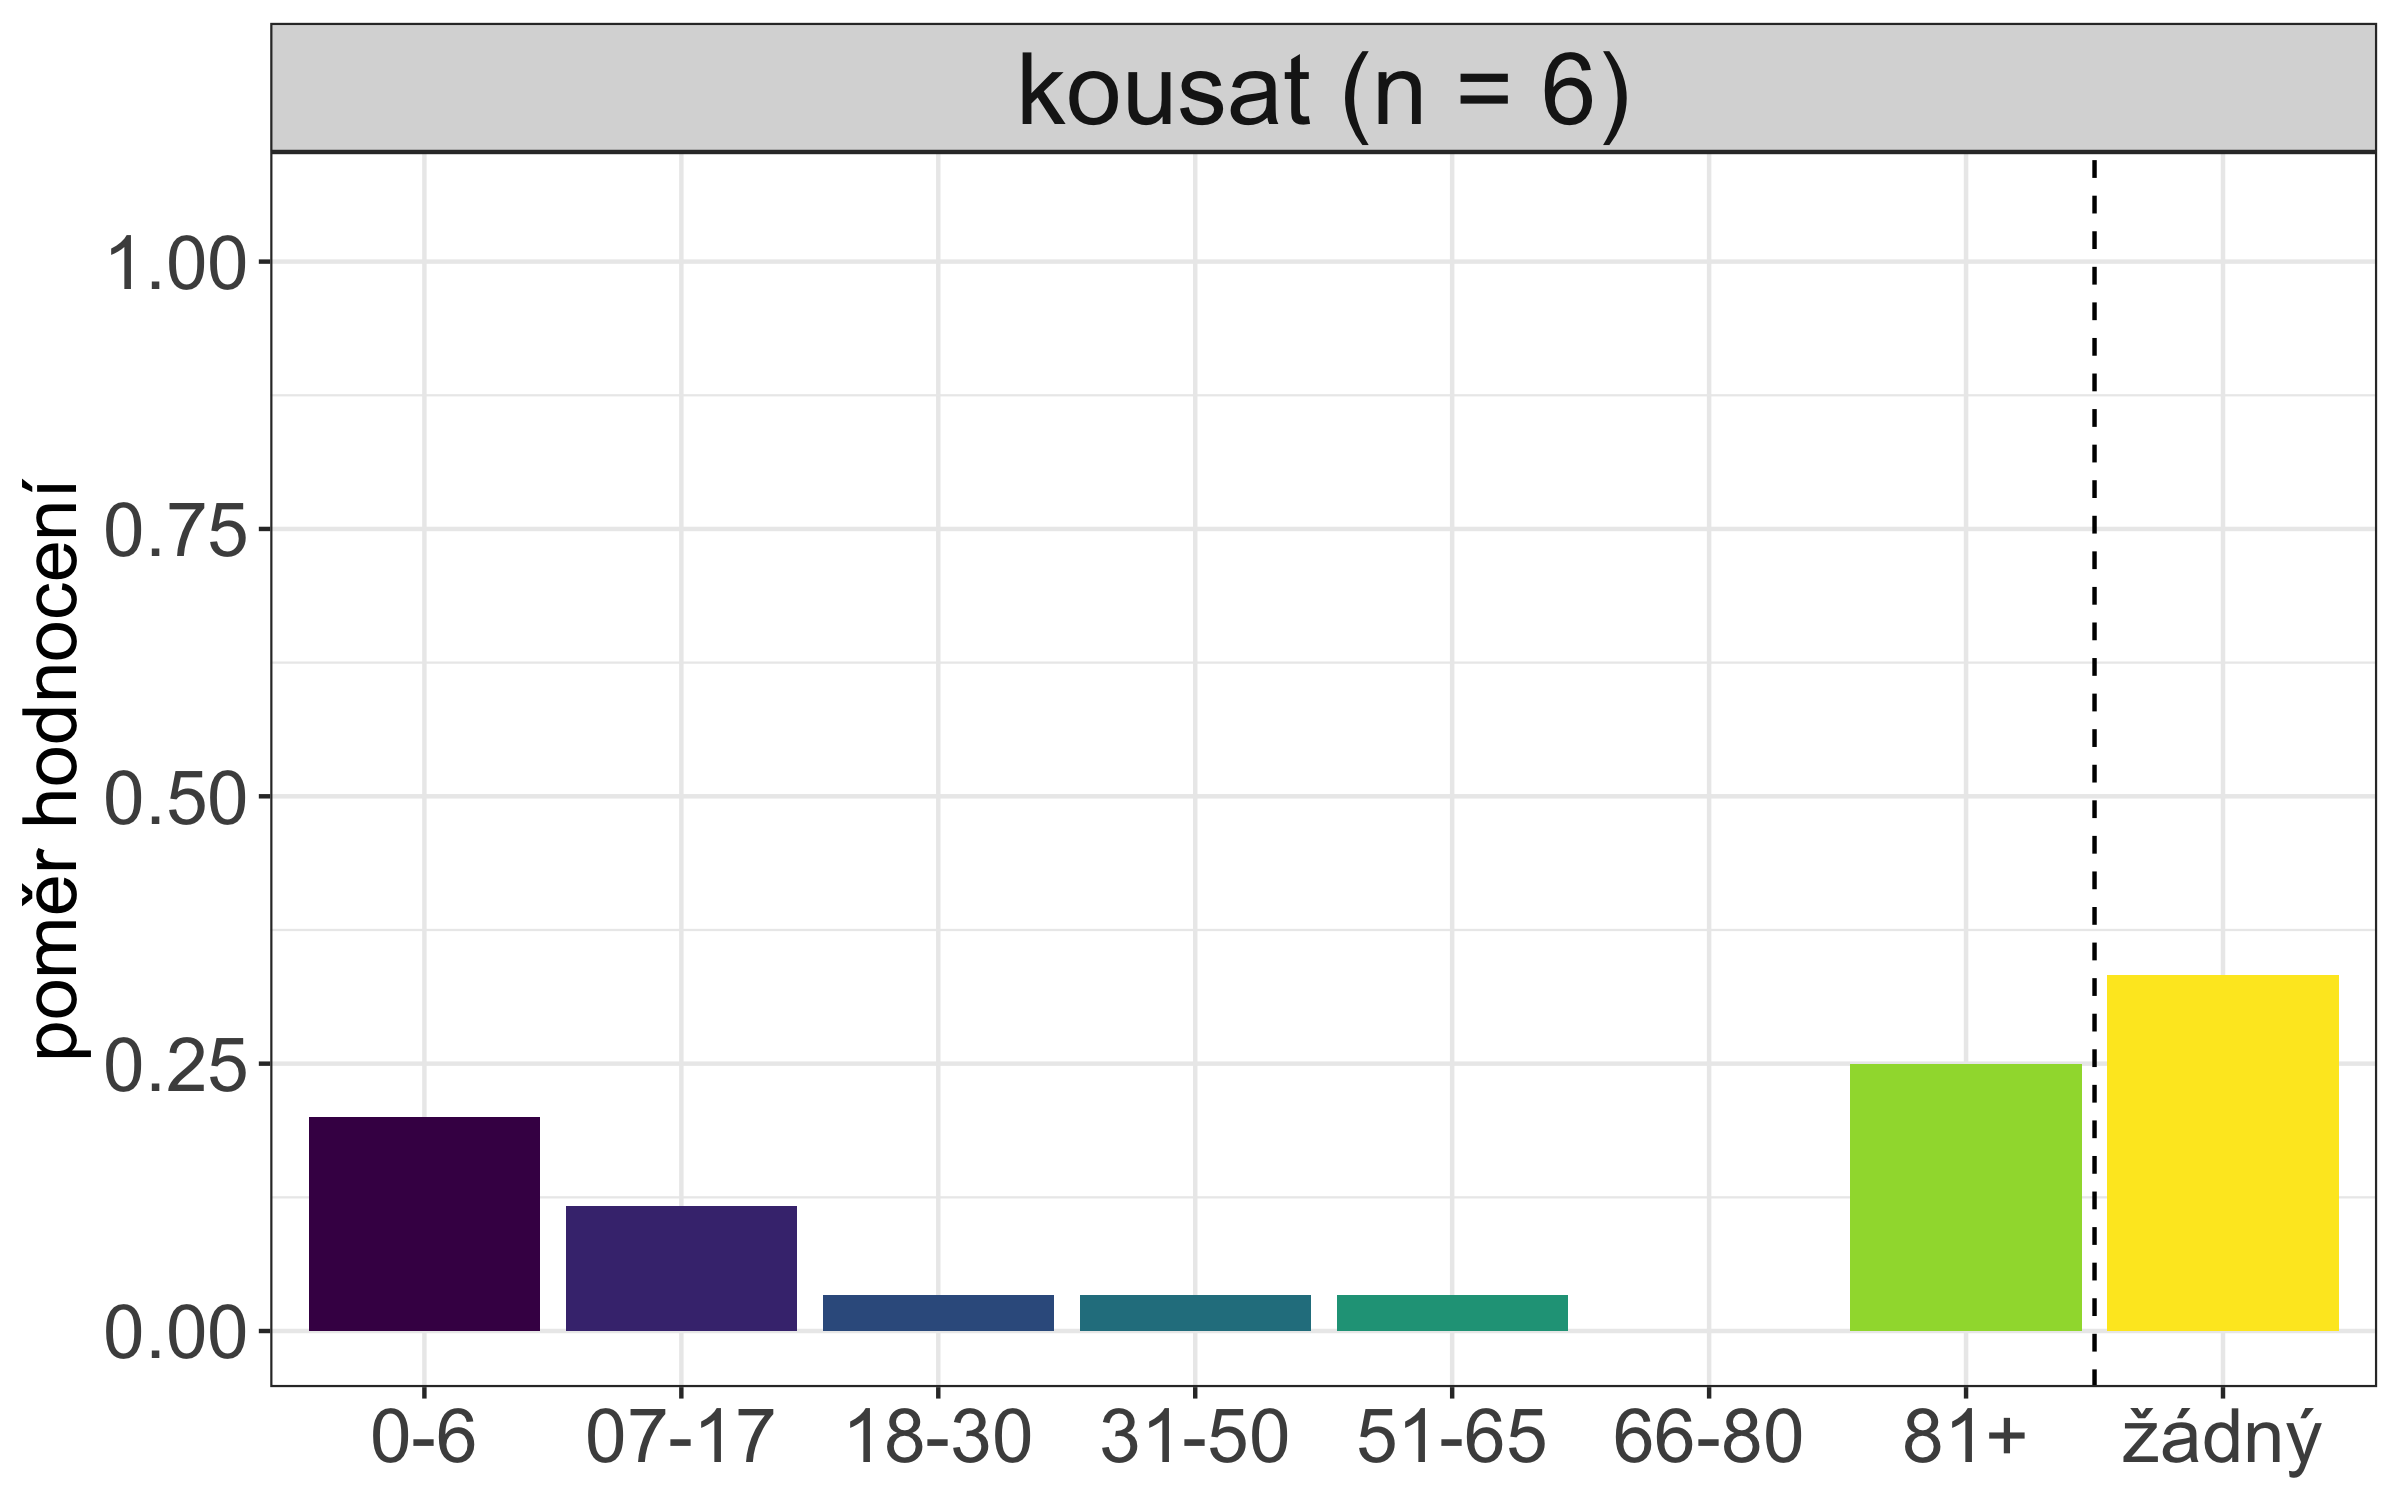 kousat (n = 6)
poměr hodnocení
1.00
0.75
0.50
0.25
0.00
0-6 07-17 18-30 31-50 51-65 66-80 81+ žádný